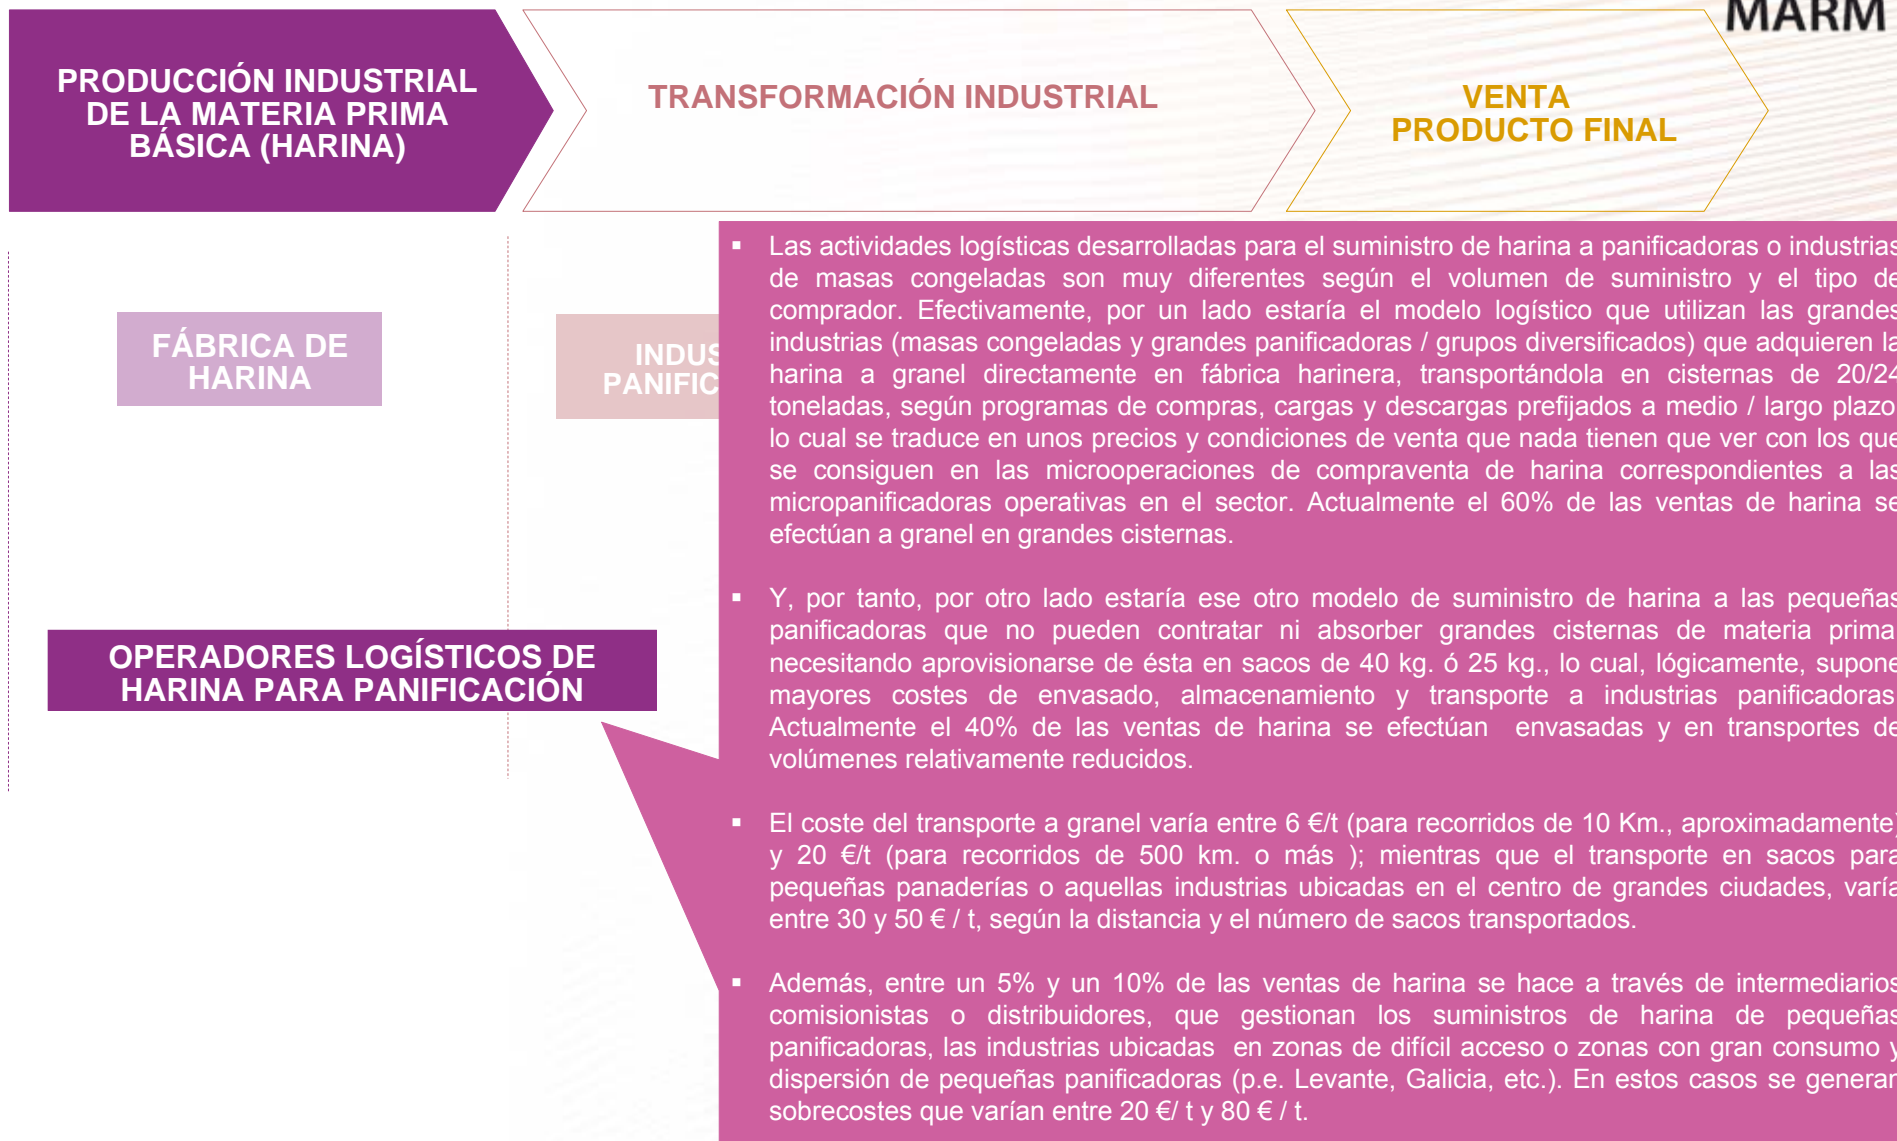 MARM
PRODUCCIÓN INDUSTRIAL
DE LA MATERIA PRIMA
BÁSICA (HARINA)
TRANSFORMACIÓN INDUSTRIAL
VENTA
PRODUCTO FINAL
FÁBRICA DE
HARINA
INDUS
PANIFIC
OPERADORES LOGÍSTICOS DE
HARINA PARA PANIFICACIÓN
▪ Las actividades logísticas desarrolladas para el suministro de harina a panificadoras o industrias
de masas congeladas son muy diferentes según el volumen de suministro y el tipo de
comprador. Efectivamente, por un lado estaría el modelo logístico que utilizan las grandes
industrias (masas congeladas y grandes panificadoras / grupos diversificados) que adquieren la
harina a granel directamente en fábrica harinera, transportándola en cisternas de 20/24
toneladas, según programas de compras, cargas y descargas prefijados a medio / largo plazo
lo cual se traduce en unos precios y condiciones de venta que nada tienen que ver con los que
se consiguen en las microoperaciones de compraventa de harina correspondientes a las
micropanificadoras operativas en el sector. Actualmente el 60% de las ventas de harina se
efectúan a granel en grandes cisternas.
▪ Y, por tanto, por otro lado estaría ese otro modelo de suministro de harina a las pequeñas
panificadoras que no pueden contratar ni absorber grandes cisternas de materia prima
necesitando aprovisionarse de ésta en sacos de 40 kg. ó 25 kg., lo cual, lógicamente, supone
mayores costes de envasado, almacenamiento y transporte a industrias panificadoras.
Actualmente el 40% de las ventas de harina se efectúan envasadas y en transportes de
volúmenes relativamente reducidos.
▪ El coste del transporte a granel varía entre 6 €/t (para recorridos de 10 Km., aproximadamente)
y 20 €/t (para recorridos de 500 km. o más ); mientras que el transporte en sacos para
pequeñas panaderías o aquellas industrias ubicadas en el centro de grandes ciudades, varía
entre 30 y 50 € / t, según la distancia y el número de sacos transportados.
▪ Además, entre un 5% y un 10% de las ventas de harina se hace a través de intermediarios
comisionistas o distribuidores, que gestionan los suministros de harina de pequeñas
panificadoras, las industrias ubicadas en zonas de difícil acceso o zonas con gran consumo y
dispersión de pequeñas panificadoras (p.e. Levante, Galicia, etc.). En estos casos se generan
sobrecostes que varían entre 20 €/ t y 80 € / t.